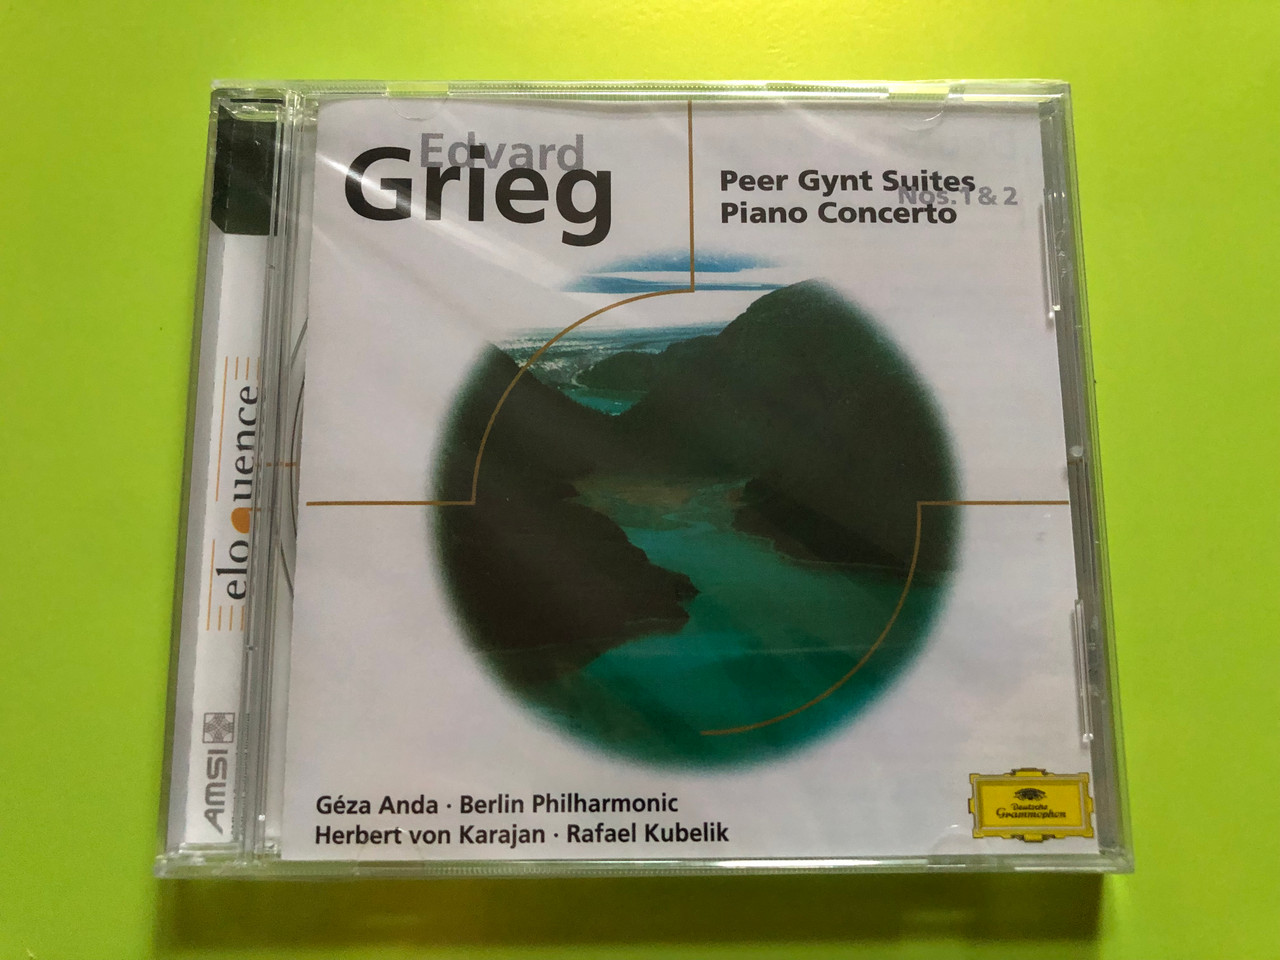 Edvard
Grieg
Peer Gynt Suites
Nos. 1 & 2
Piano Concerto
eloquence
AMSI
Géza Anda · Berlin Philharmonic
Herbert von Karajan · Rafael Kubelik
Deutsche
Grammophon